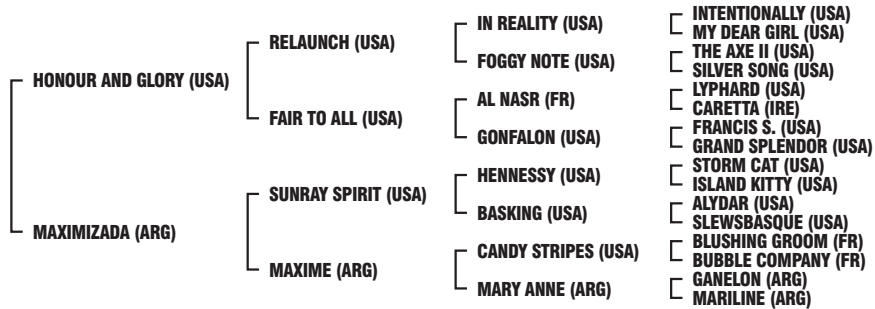 INTENTIONALLY (USA)
IN REALITY (USA)
MY DEAR GIRL (USA)
RELAUNCH (USA)
THE AXE II (USA)
FOGGY NOTE (USA)
SILVER SONG (USA)
HONOUR AND GLORY (USA)
LYPHARD (USA)
AL NASR (FR)
CARETTA (IRE)
FAIR TO ALL (USA)
FRANCIS S. (USA)
GONFALON (USA)
GRAND SPLENDOR (USA)
STORM CAT (USA)
HENNESSY (USA)
ISLAND KITTY (USA)
SUNRAY SPIRIT (USA)
ALYDAR (USA)
BASKING (USA)
SLEWSBASQUE (USA)
MAXIMIZADA (ARG)
BLUSHING GROOM (FR)
CANDY STRIPES (USA)
BUBBLE COMPANY (FR)
MAXIME (ARG)
GANELON (ARG)
MARY ANNE (ARG)
MARILINE (ARG)